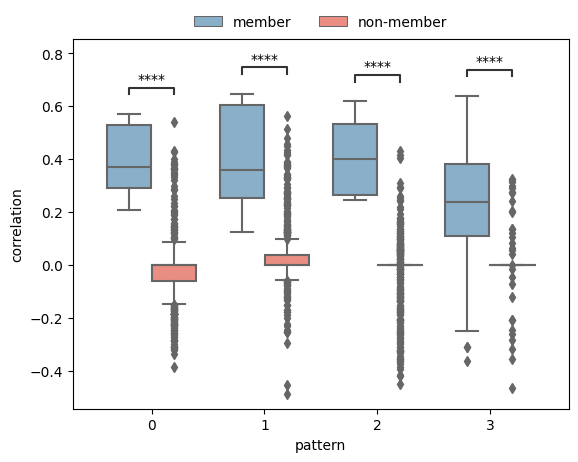 member non-member
0.8
0.6
0.4
0.2
0.0
−0.2
−0.4
correlation
**** **** **** ****
0 1 2 3
pattern